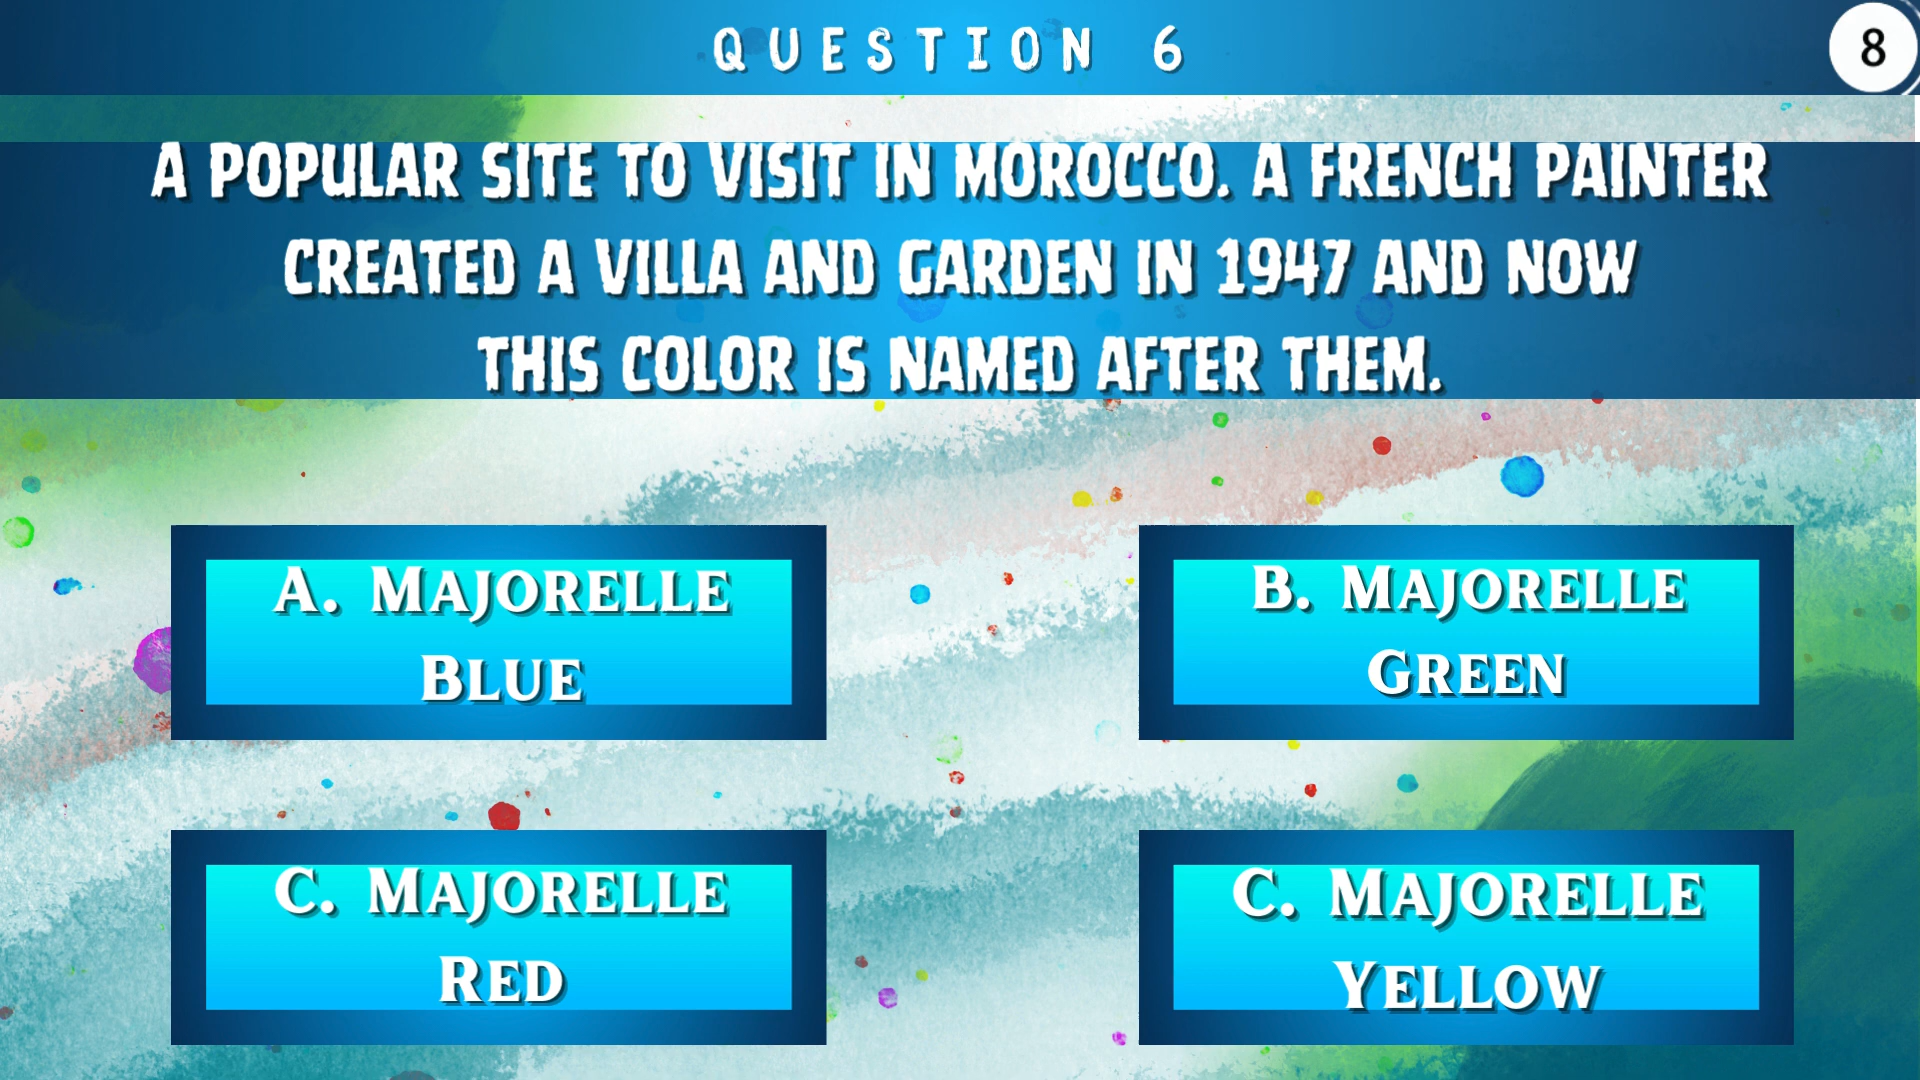 QUESTION 6
8
A POPULAR SITE TO VISIT IN MOROCCO. A FRENCH PAINTER
CREATED A VILLA AND GARDEN IN 1947 AND NOW
THIS COLOR IS NAMED AFTER THEM.
A. MAJORELLE
BLUE
B. MAJORELLE
GREEN
C. MAJORELLE
RED
C. MAJORELLE
YELLOW